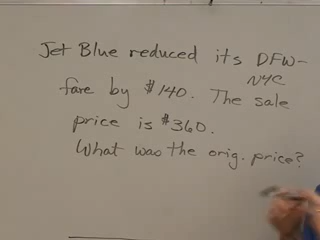 Jet Blue reduced its DFW-
NYC
fare by $140. The sale
price is $360.
What was the orig. price?